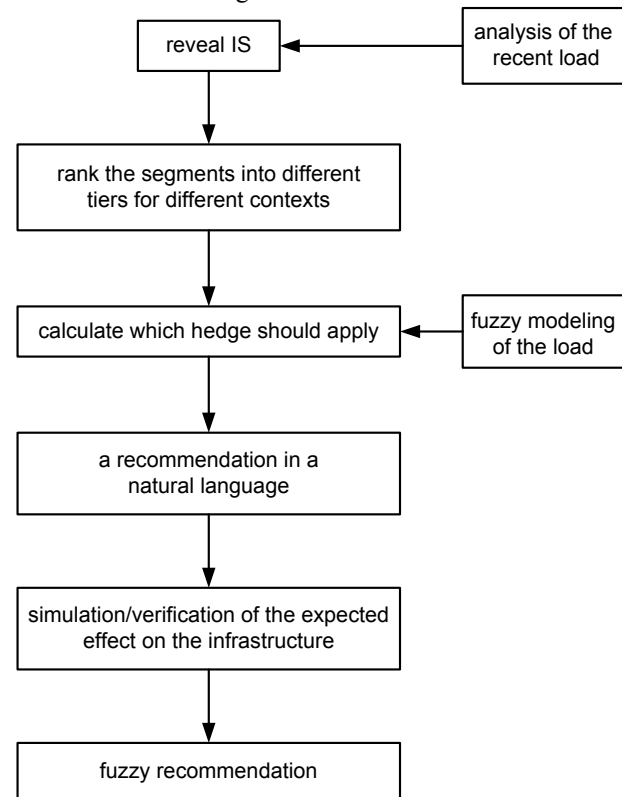 reveal IS
analysis of the
recent load
rank the segments into different
tiers for different contexts
calculate which hedge should apply
fuzzy modeling
of the load
a recommendation in a
natural language
simulation/verification of the expected
effect on the infrastructure
fuzzy recommendation